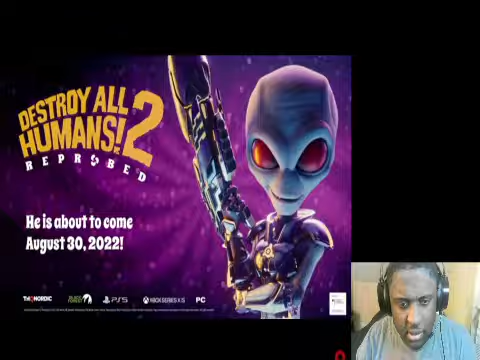 DESTROY ALL
HUMANS! 2
REPROBED
He is about to come
August 30, 2022!
THQ NORDIC
PS5
XBOX SERIES X|S
PC